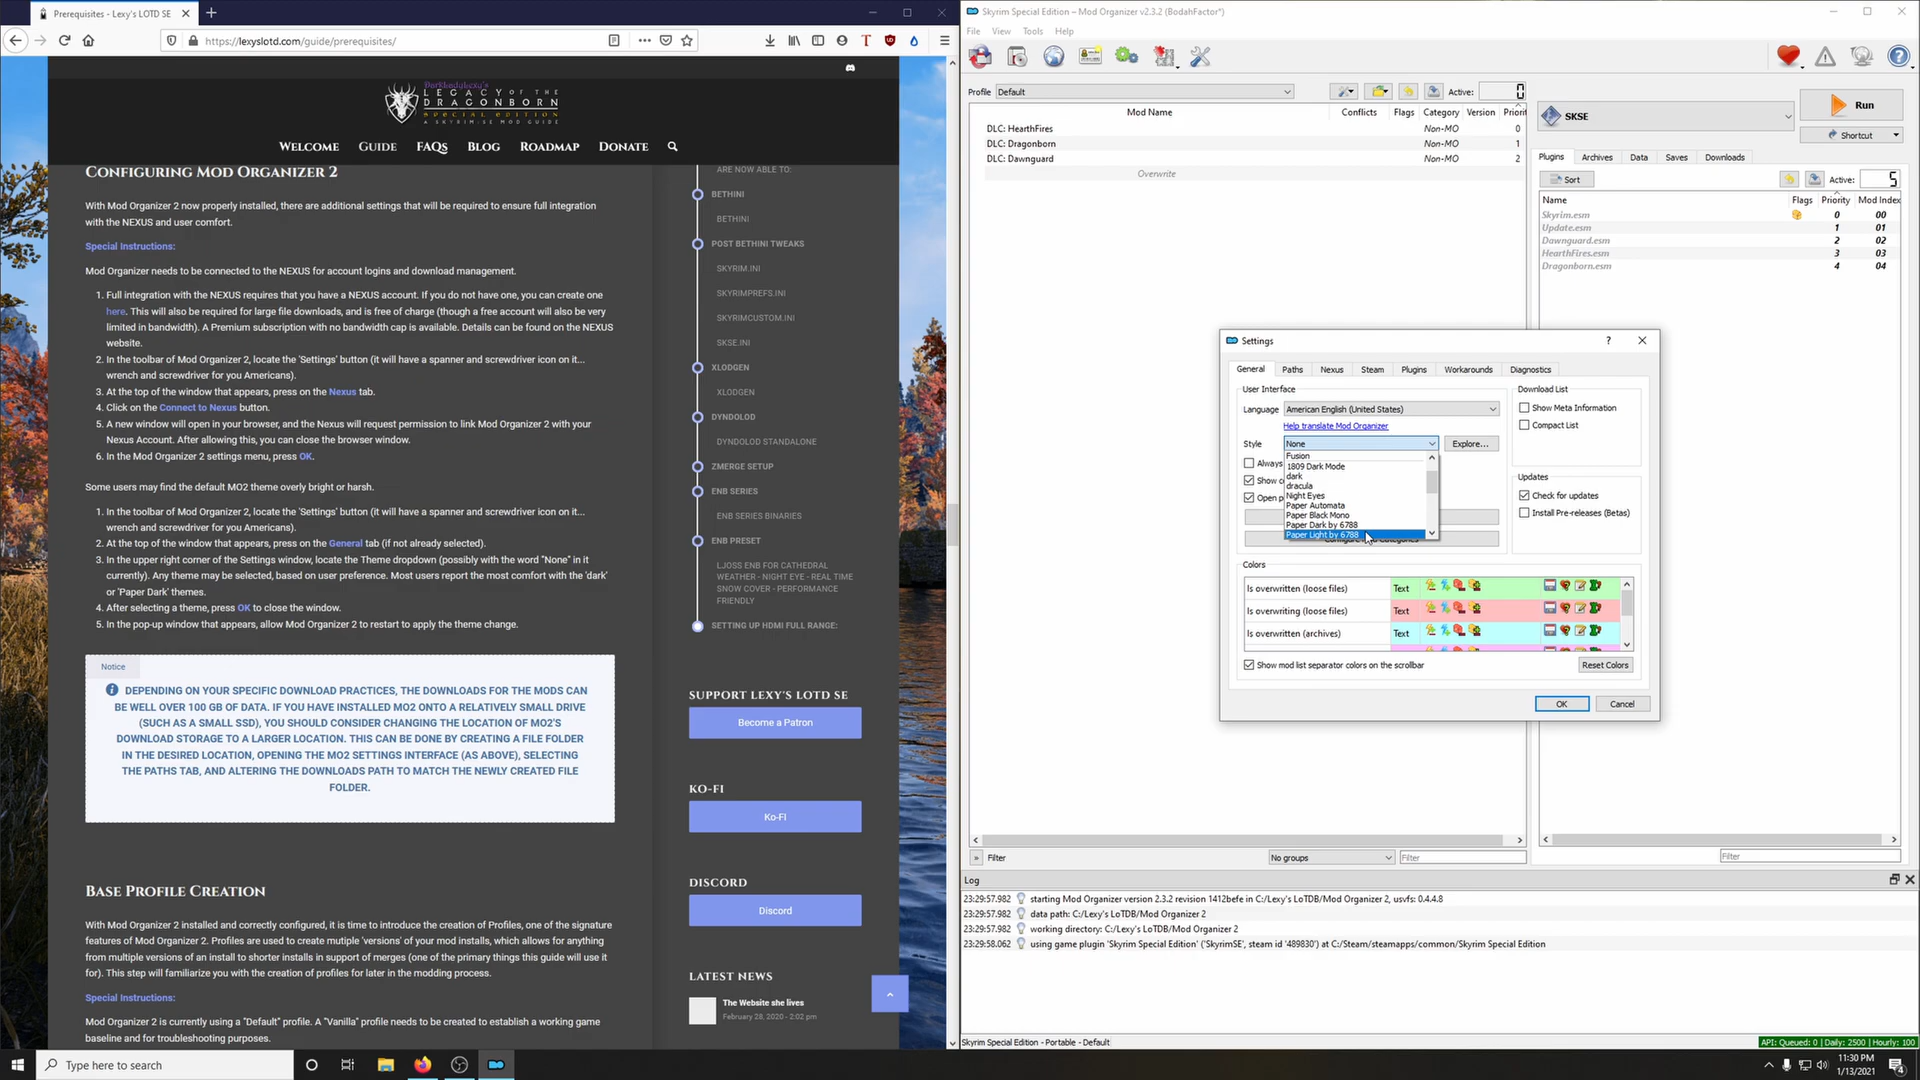 Prerequisites - Lexy's LOTD SE
https://lexyslotd.com/guide/prerequisites/
DarkladyLexy's
LEGACY OF THE
DRAGONBORN
SPECIAL EDITION
A SKYRIM:SE MOD GUIDE
WELCOME GUIDE FAQs BLOG ROADMAP DONATE
CONFIGURING MOD ORGANIZER 2
With Mod Organizer 2 now properly installed, there are additional settings that will be required to ensure full integration
with the NEXUS and user comfort.
Special Instructions:
Mod Organizer needs to be connected to the NEXUS for account logins and download management.
1. Full integration with the NEXUS requires that you have a NEXUS account. If you do not have one, you can create one
here. This will also be required for large file downloads, and is free of charge (though a free account will also be very
limited in bandwidth). A Premium subscription with no bandwidth cap is available. Details can be found on the NEXUS
website.
2. In the toolbar of Mod Organizer 2, locate the 'Settings' button (it will have a spanner and screwdriver icon on it...
wrench and screwdriver for you Americans).
3. At the top of the window that appears, press on the Nexus tab.
4. Click on the Connect to Nexus button.
5. A new window will open in your browser, and the Nexus will request permission to link Mod Organizer 2 with your
Nexus Account. After allowing this, you can close the browser window.
6. In the Mod Organizer 2 settings menu, press OK.
Some users may find the default MO2 theme overly bright or harsh.
1. In the toolbar of Mod Organizer 2, locate the 'Settings' button (it will have a spanner and screwdriver icon on it...
wrench and screwdriver for you Americans).
2. At the top of the window that appears, press on the General tab (if not already selected).
3. In the upper right corner of the Settings window, locate the Theme dropdown (possibly with the word "None" in it
currently). Any theme may be selected, based on user preference. Most users report the most comfort with the 'dark'
or 'Paper Dark' themes.
4. After selecting a theme, press OK to close the window.
5. In the pop-up window that appears, allow Mod Organizer 2 to restart to apply the theme change.
Notice
DEPENDING ON YOUR SPECIFIC DOWNLOAD PRACTICES, THE DOWNLOADS FOR THE MODS CAN
BE WELL OVER 100 GB OF DATA. IF YOU HAVE INSTALLED MO2 ONTO A RELATIVELY SMALL DRIVE
(SUCH AS A SMALL SSD), YOU SHOULD CONSIDER CHANGING THE LOCATION OF MO2'S
DOWNLOAD STORAGE TO A LARGER LOCATION. THIS CAN BE DONE BY CREATING A FILE FOLDER
IN THE DESIRED LOCATION, OPENING THE MO2 SETTINGS INTERFACE (AS ABOVE), SELECTING
THE PATHS TAB, AND ALTERING THE DOWNLOADS PATH TO MATCH THE NEWLY CREATED FILE
FOLDER.
BASE PROFILE CREATION
With Mod Organizer 2 installed and correctly configured, it is time to introduce the creation of Profiles, one of the signature
features of Mod Organizer 2. Profiles are used to create mutiple 'versions' of your mod installs, which allows for anything
from multiple versions of an install to shorter installs in support of merges (one of the primary things this guide will use it
for). This step will familiarize you with the creation of profiles for later in the modding process.
Special Instructions:
Mod Organizer 2 is currently using a "Default" profile. A "Vanilla" profile needs to be created to establish a working game
baseline and for troubleshooting purposes.
ARE NOW ABLE TO:
BETHINI
BETHINI
POST BETHINI TWEAKS
SKYRIM.INI
SKYRIMPREFS.INI
SKYRIMCUSTOM.INI
SKSE.INI
XLODGEN
XLODGEN
DYNDOLOD
DYNDOLOD STANDALONE
ZMERGE SETUP
ENB SERIES
ENB SERIES BINARIES
ENB PRESET
LJOSS ENB FOR CATHEDRAL
WEATHER - NIGHT EYE - REAL TIME
SNOW COVER - PERFORMANCE
FRIENDLY
SETTING UP HDMI FULL RANGE:
SUPPORT LEXY'S LOTD SE
Become a Patron
KO-FI
Ko-FI
DISCORD
Discord
LATEST NEWS
The Website she lives
February 28, 2020 - 2:02 pm
Skyrim Special Edition – Mod Organizer v2.3.2 (BodahFactor*)
File View Tools Help
Profile Default Active: 0
Mod Name Conflicts Flags Category Version Priorit
DLC: HearthFires Non-MO 0
DLC: Dragonborn Non-MO 1
DLC: Dawnguard Non-MO 2
Overwrite
SKSE
Run
Shortcut
Plugins Archives Data Saves Downloads
Sort Active: 5
Name Flags Priority Mod Index
Skyrim.esm 0 00
Update.esm 1 01
Dawnguard.esm 2 02
HearthFires.esm 3 03
Dragonborn.esm 4 04
Settings
General Paths Nexus Steam Plugins Workarounds Diagnostics
User Interface
Language American English (United States)
Help translate Mod Organizer
Style None Explore...
Fusion
1809 Dark Mode
dark
dracula
Night Eyes
Paper Automata
Paper Black Mono
Paper Dark by 6788
Paper Light by 6788
Always
Show c
Open p
Download List
Show Meta Information
Compact List
Updates
Check for updates
Install Pre-releases (Betas)
Colors
Is overwritten (loose files) Text
Is overwriting (loose files) Text
Is overwritten (archives) Text
Show mod list separator colors on the scrollbar
Reset Colors
OK Cancel
Filter No groups Filter
Filter
Log
23:29:57.982 starting Mod Organizer version 2.3.2 revision 1412befe in C:/Lexy's LoTDB/Mod Organizer 2, usvfs: 0.4.4.8
23:29:57.982 data path: C:/Lexy's LoTDB/Mod Organizer 2
23:29:57.982 working directory: C:/Lexy's LoTDB/Mod Organizer 2
23:29:58.062 using game plugin 'Skyrim Special Edition' ('SkyrimSE', steam id '489830') at C:/Steam/steamapps/common/Skyrim Special Edition
Skyrim Special Edition - Portable - Default
API: Queued: 0 | Daily: 2500 | Hourly: 100
Type here to search
11:30 PM
1/13/2021
4